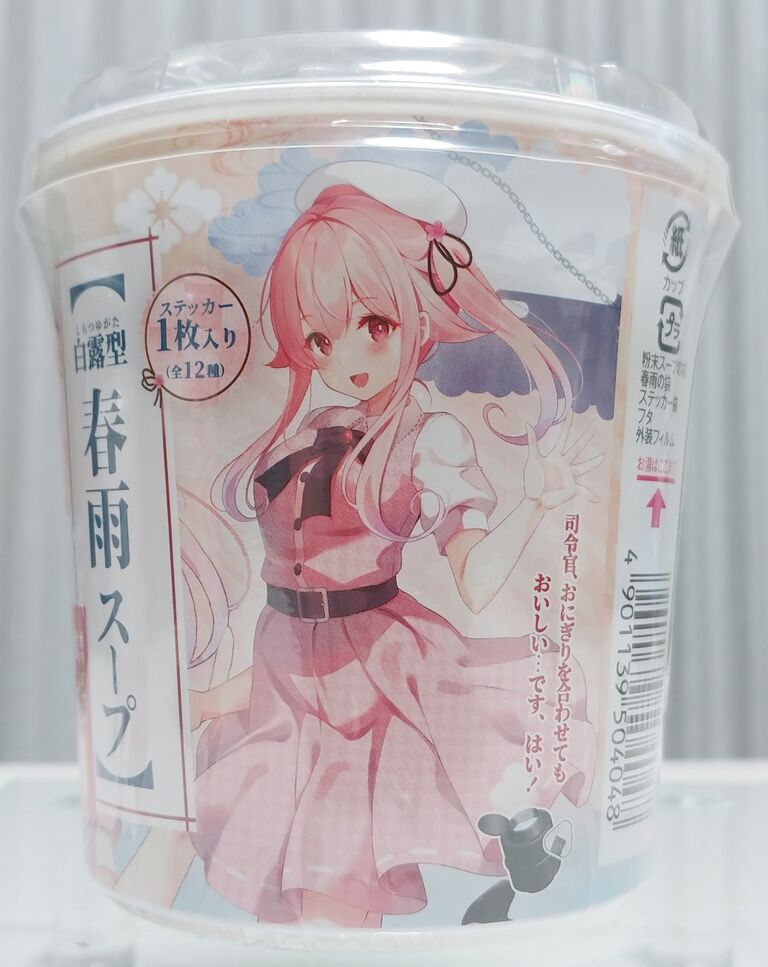 【白露型 春雨スープ】
しらつゆがた
ステッカー
1枚入り
(全12種)
司令官、おにぎりを合わせても
おいしい…です、はい!
紙
カップ
プラ
粉末スープの袋
春雨の袋
ステッカー袋
フタ
外装フィルム
お湯はここまで
4901139504048